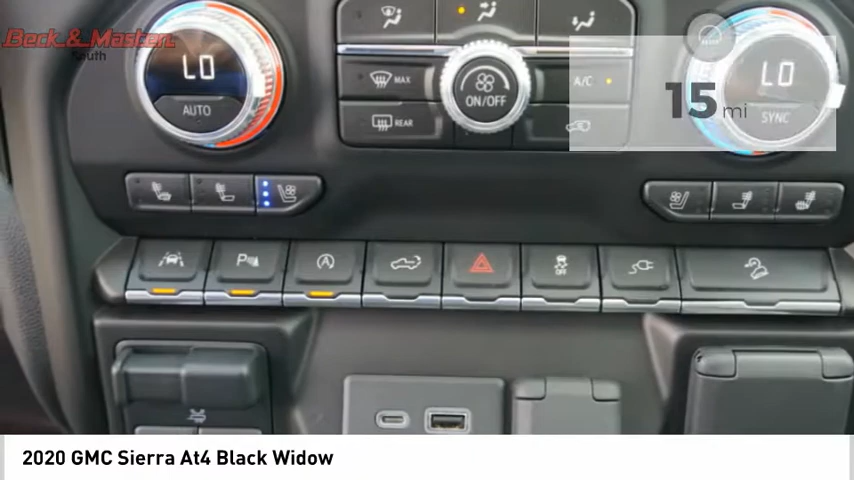 Beck & Masten
South
LO
AUTO
MAX
REAR
ON/OFF
A/C
LO
SYNC
15 mi
P
A
OFF
2020 GMC Sierra At4 Black Widow